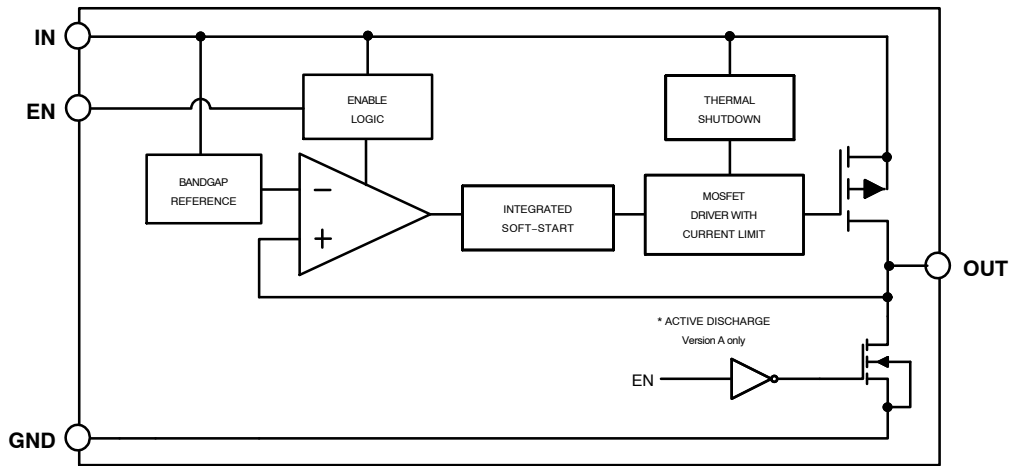 IN
EN
ENABLE
LOGIC
THERMAL
SHUTDOWN
BANDGAP
REFERENCE
−
+
INTEGRATED
SOFT−START
MOSFET
DRIVER WITH
CURRENT LIMIT
OUT
* ACTIVE DISCHARGE
Version A only
EN
GND